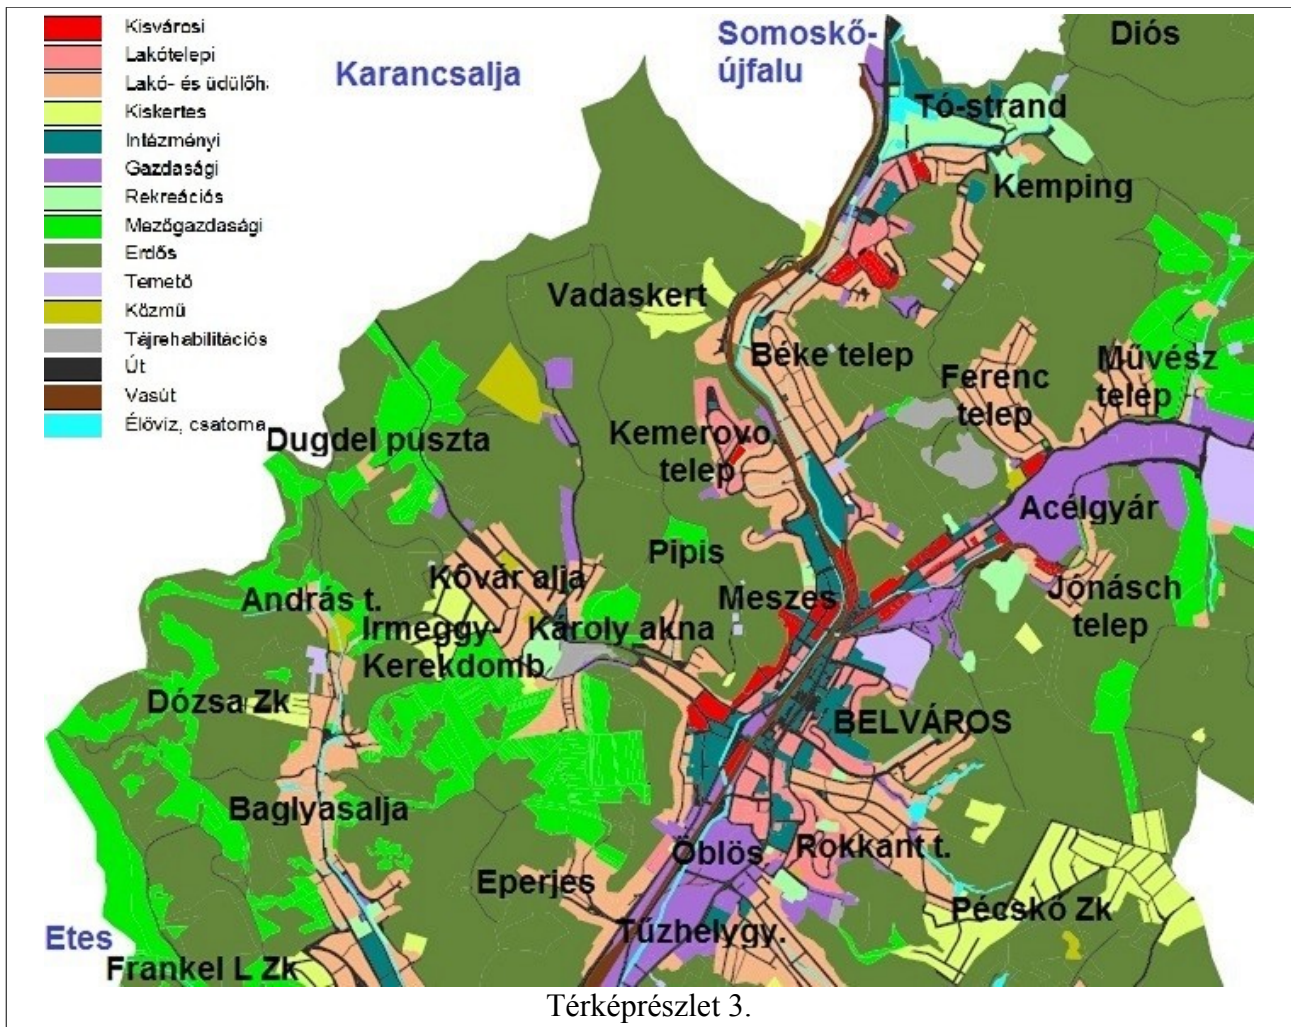 Kisvárosi
Lakótelepi
Lakó- és üdülőh
Kiskertes
Intézményi
Gazdasági
Rekreációs
Mezőgazdasági
Erdős
Temető
Közmű
Tájrehabilitációs
Út
Vasút
Élővíz, csatorna
Karancsalja
Somoskő-
újfalu
Diós
Tó-strand
Kemping
Vadaskert
Béke telep
Ferenc
telep
Művész
telep
Dugdel puszta
Kemerovo
telep
Acélgyár
Pipis
Kővár alja
Meszes
Jónásch
telep
András t.
Irmeggy-
Kerekdomb
Károly akna
Dózsa Zk
BELVÁROS
Baglyasalja
Öblös
Rokkant t.
Eperjes
Pécskő Zk
Tűzhelygy.
Etes
Frankel L Zk
Térképrészlet 3.